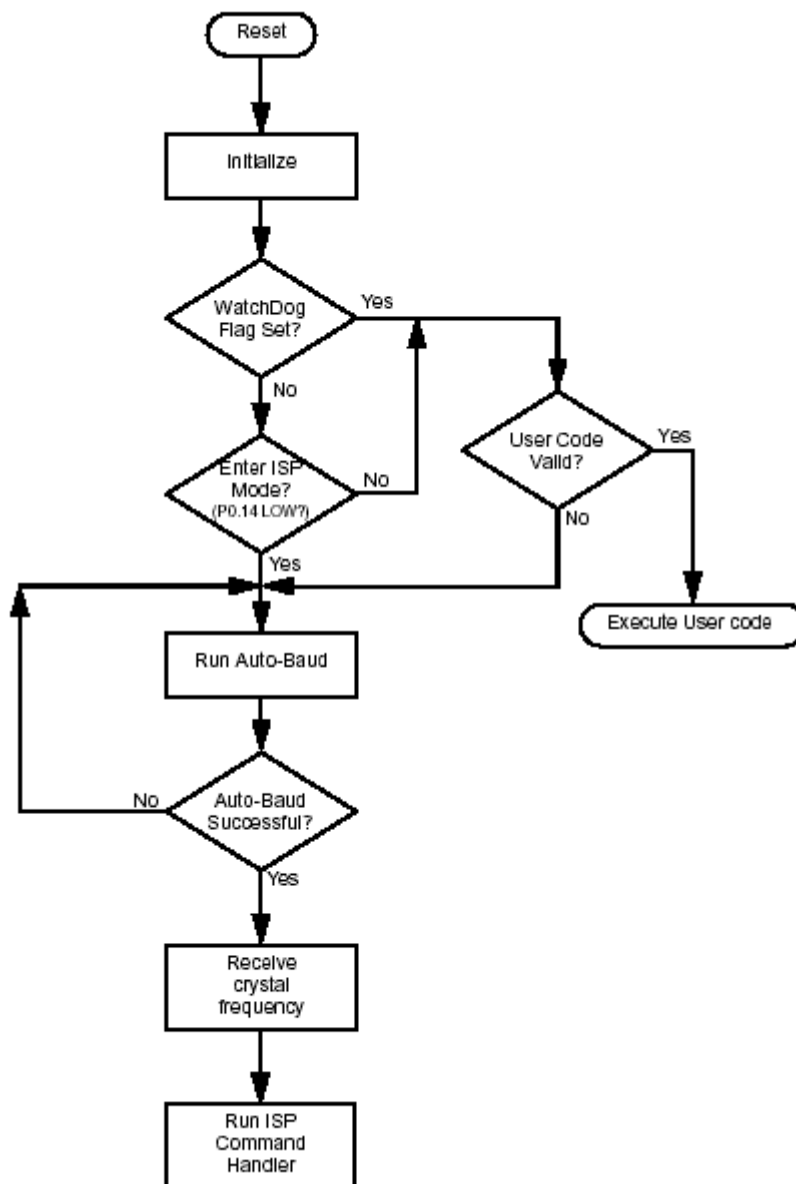 Reset
Initialize
WatchDog
Flag Set?
Yes
No
Enter ISP
Mode?
(P0.14 LOW?)
No
Yes
User Code
Valid?
Yes
No
Execute User code
Run Auto-Baud
Auto-Baud
Successful?
No
Yes
Receive
crystal
frequency
Run ISP
Command
Handler